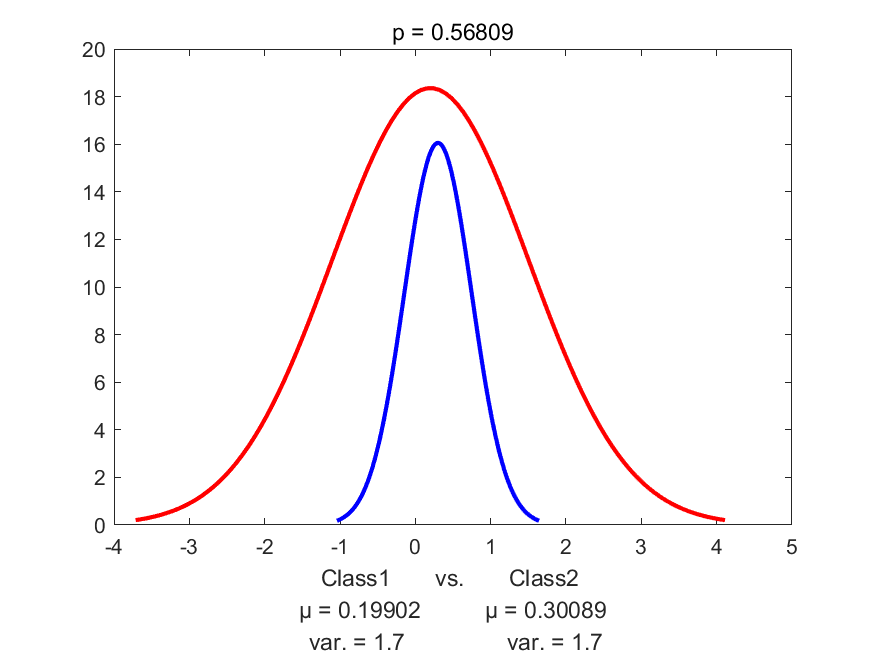 p = 0.56809
20
18
16
14
12
10
8
6
4
2
0
-4 -3 -2 -1 0 1 2 3 4 5
Class1 vs. Class2
μ = 0.19902 μ = 0.30089
var. = 1.7 var. = 1.7